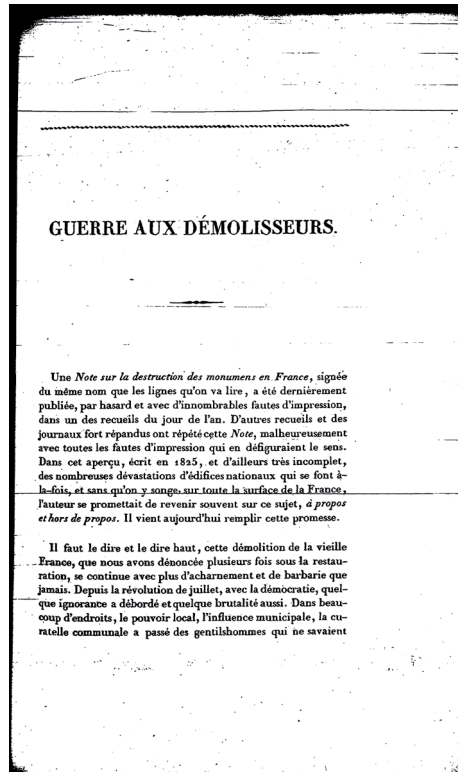 GUERRE AUX DÉMOLISSEURS.
Une Note sur la destruction des monumens en France, signée
du même nom que les lignes qu'on va lire, a été dernièrement
publiée, par hasard et avec d'innombrables fautes d'impression,
dans un des recueils du jour de l'an. D'autres recueils et des
journaux fort répandus ont répété cette Note, malheureusement
avec toutes les fautes d'impression qui en défiguraient le sens.
Dans cet aperçu, écrit en 1825, et d'ailleurs très incomplet,
des nombreuses dévastations d'édifices nationaux qui se font à-
la-fois, et sans qu'on y songe, sur toute la surface de la France,
l'auteur se promettait de revenir souvent sur ce sujet, à propos
et hors de propos. Il vient aujourd'hui remplir cette promesse.
Il faut le dire et le dire haut, cette démolition de la vieille
France, que nous avons dénoncée plusieurs fois sous la restau-
ration, se continue avec plus d'acharnement et de barbarie que
jamais. Depuis la révolution de juillet, avec la démocratie, quel-
que ignorance a débordé et quelque brutalité aussi. Dans beau-
coup d'endroits, le pouvoir local, l'influence municipale, la cu-
ratelle communale a passé des gentilshommes qui ne savaient